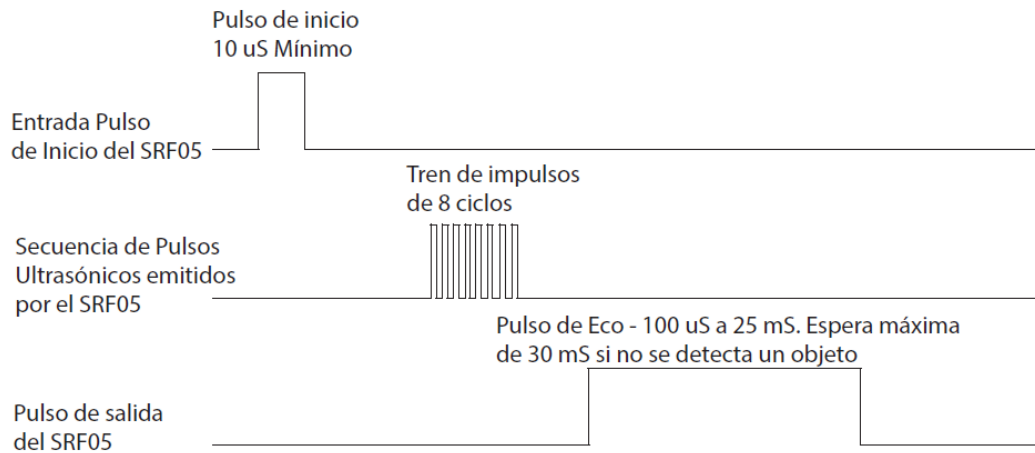 Pulso de inicio
10 uS Mínimo
Entrada Pulso
de Inicio del SRF05
Tren de impulsos
de 8 ciclos
Secuencia de Pulsos
Ultrasónicos emitidos
por el SRF05
Pulso de Eco - 100 uS a 25 mS. Espera máxima
de 30 mS si no se detecta un objeto
Pulso de salida
del SRF05